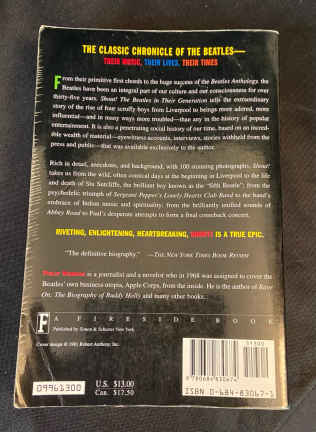 THE CLASSIC CHRONICLE OF THE BEATLES—
THEIR MUSIC, THEIR LIVES, THEIR TIMES
From their primitive first chords to the huge success of the Beatles Anthology, the
Beatles have been an integral part of our culture and our consciousness for over
thirty-five years. Shout! The Beatles in Their Generation tells the extraordinary
story of the rise of four scruffy boys from Liverpool to beings more adored, more
influential—and in many ways more troubled—than any in the history of popular
entertainment. It is also a penetrating social history of our time, based on an incred-
ible wealth of material—eyewitness accounts, interviews, stories withheld from the
press and public—that was available exclusively to the author.
Rich in detail, anecdote, and background, with 100 stunning photographs, Shout!
takes us from the wild, often comical days at the beginning in Liverpool to the life
and death of Stu Sutcliffe, the brilliant boy known as the "fifth Beatle"; from the
psychedelic triumph of Sergeant Pepper's Lonely Hearts Club Band to the band's
embrace of Indian music and spirituality; from the brilliantly unified sounds of
Abbey Road to Paul's desperate attempts to form a final comeback concert.
RIVETING, ENLIGHTENING, HEARTBREAKING, SHOUT! IS A TRUE EPIC.
"The definitive biography." —THE NEW YORK TIMES BOOK REVIEW
is a journalist and a novelist who in 1968 was assigned to cover the
Beatles' own business utopia, Apple Corps, from the inside. He is the author of Rave
On: The Biography of Buddy Holly and many other books.
A FIRESIDE BOOK
Published by Simon & Schuster New York
Cover design © 1981 Robert Anthony, Inc.
51300
9 780684 830674
09961300
U.S. $13.00
Can. $17.50
ISBN 0-684-83067-1